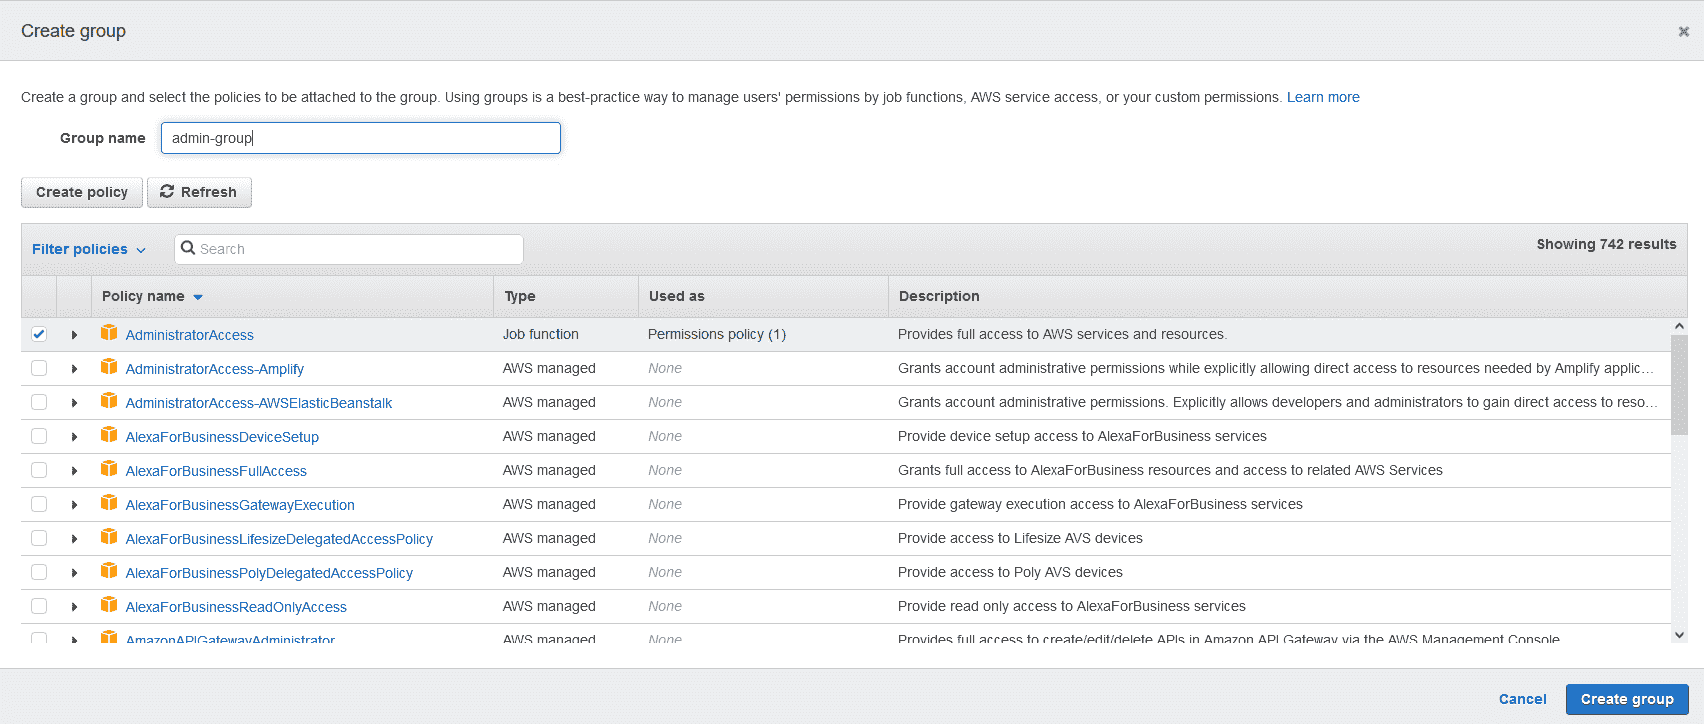 Create group
Create a group and select the policies to be attached to the group. Using groups is a best-practice way to manage users' permissions by job functions, AWS service access, or your custom permissions. Learn more
Group name admin-group
Create policy Refresh
Filter policies Search Showing 742 results
Policy name Type Used as Description
AdministratorAccess Job function Permissions policy (1) Provides full access to AWS services and resources.
AdministratorAccess-Amplify AWS managed None Grants account administrative permissions while explicitly allowing direct access to resources needed by Amplify applic...
AdministratorAccess-AWSElasticBeanstalk AWS managed None Grants account administrative permissions. Explicitly allows developers and administrators to gain direct access to reso...
AlexaForBusinessDeviceSetup AWS managed None Provide device setup access to AlexaForBusiness services
AlexaForBusinessFullAccess AWS managed None Grants full access to AlexaForBusiness resources and access to related AWS Services
AlexaForBusinessGatewayExecution AWS managed None Provide gateway execution access to AlexaForBusiness services
AlexaForBusinessLifesizeDelegatedAccessPolicy AWS managed None Provide access to Lifesize AVS devices
AlexaForBusinessPolyDelegatedAccessPolicy AWS managed None Provide access to Poly AVS devices
AlexaForBusinessReadOnlyAccess AWS managed None Provide read only access to AlexaForBusiness services
AmazonAPIGatewayAdministrator AWS managed None Provides full access to create/edit/delete APIs in Amazon API Gateway via the AWS Management Console.
Cancel Create group